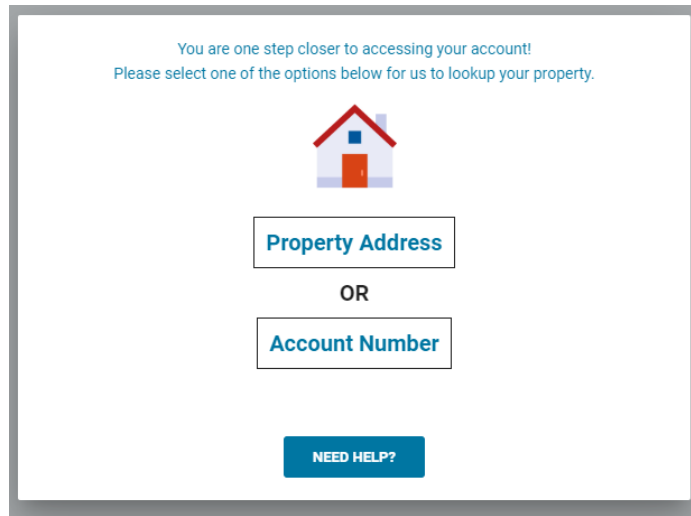 You are one step closer to accessing your account!
Please select one of the options below for us to lookup your property.
Property Address
OR
Account Number
NEED HELP?